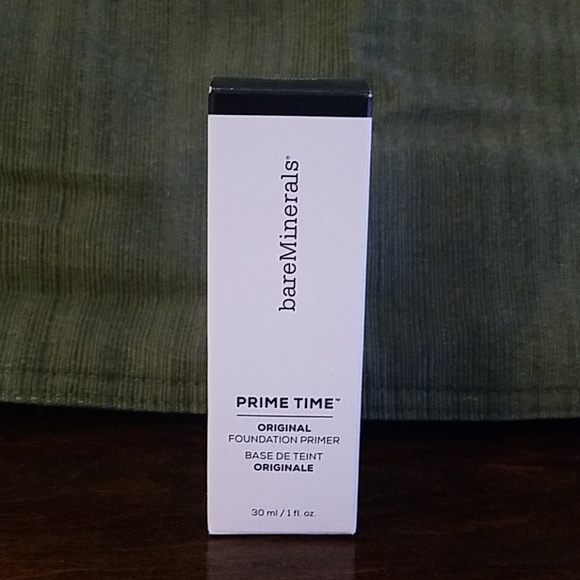 bareMinerals®
PRIME TIME™
ORIGINAL
FOUNDATION PRIMER
BASE DE TEINT
ORIGINALE
30 ml / 1 fl. oz.